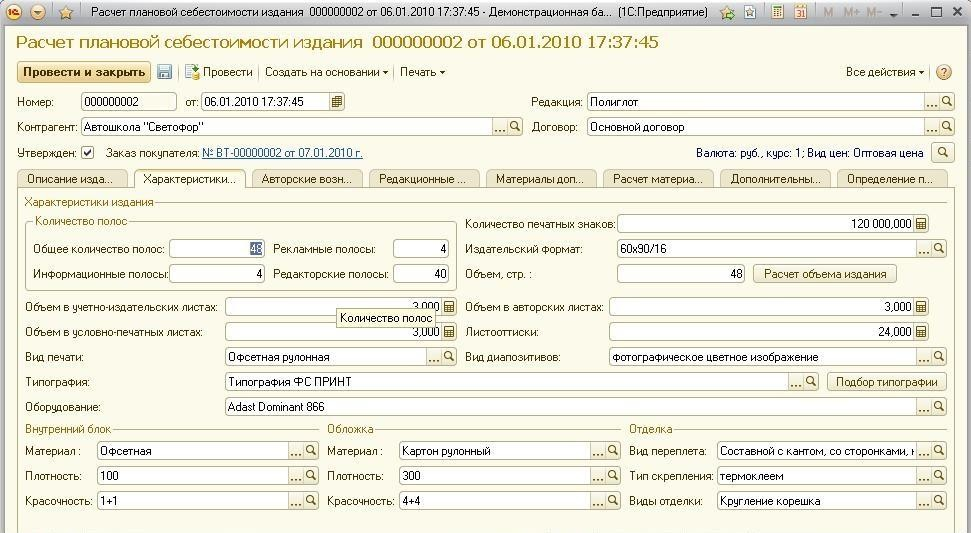 Расчет плановой себестоимости издания 000000002 от 06.01.2010 17:37:45 - Демонстрационная ба... (1С:Предприятие) M M+ M-
Расчет плановой себестоимости издания 000000002 от 06.01.2010 17:37:45
Провести и закрыть Провести Создать на основании Печать Все действия
Номер: 000000002 от: 06.01.2010 17:37:45 Редакция: Полиглот
Контрагент: Автошкола "Светофор" Договор: Основной договор
Утвержден: Заказ покупателя: № ВТ-00000002 от 07.01.2010 г. Валюта: руб., курс: 1; Вид цен: Оптовая цена
Описание изда... Характеристики... Авторские возн... Редакционные ... Материалы доп... Расчет материа... Дополнительны... Определение п...
Характеристики издания
Количество полос Количество печатных знаков: 120 000,000
Общее количество полос: 48 Рекламные полосы: 4 Издательский формат: 60x90/16
Информационные полосы: 4 Редакторские полосы: 40 Объем, стр. : 48 Расчет объема издания
Объем в учетно-издательских листах: 3,000 Объем в авторских листах: 3,000
Количество полос
Объем в условно-печатных листах: 3,000 Листооттиски: 24,000
Вид печати: Офсетная рулонная Вид диапозитивов: фотографическое цветное изображение
Типография: Типография ФС ПРИНТ Подбор типографии
Оборудование: Adast Dominant 866
Внутренний блок Обложка Отделка
Материал : Офсетная Материал : Картон рулонный Вид переплета: Составной с кантом, со сторонками,
Плотность: 100 Плотность: 300 Тип скрепления: термоклеем
Красочность: 1+1 Красочность: 4+4 Виды отделки: Кругление корешка